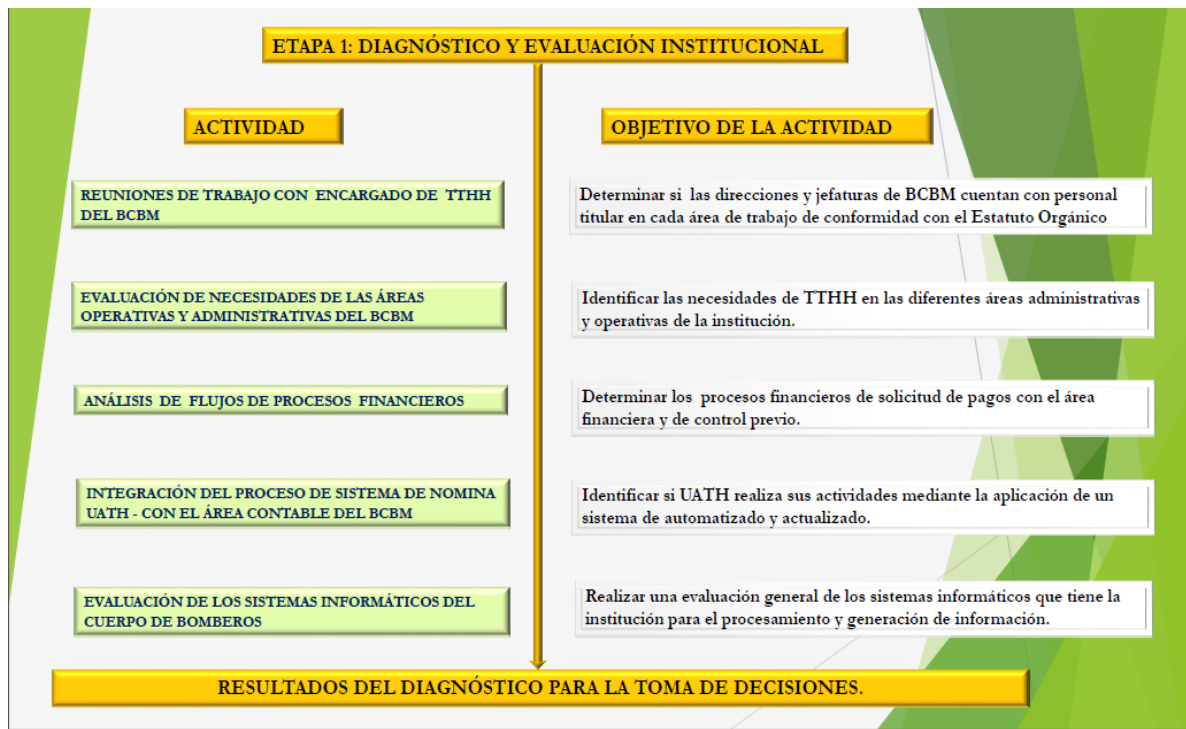 ETAPA 1: DIAGNÓSTICO Y EVALUACIÓN INSTITUCIONAL
ACTIVIDAD
OBJETIVO DE LA ACTIVIDAD
REUNIONES DE TRABAJO CON ENCARGADO DE TTHH
DEL BCBM
Determinar si las direcciones y jefaturas de BCBM cuentan con personal
titular en cada área de trabajo de conformidad con el Estatuto Orgánico
EVALUACIÓN DE NECESIDADES DE LAS ÁREAS
OPERATIVAS Y ADMINISTRATIVAS DEL BCBM
Identificar las necesidades de TTHH en las diferentes áreas administrativas
y operativas de la institución.
ANÁLISIS DE FLUJOS DE PROCESOS FINANCIEROS
Determinar los procesos financieros de solicitud de pagos con el área
financiera y de control previo.
INTEGRACIÓN DEL PROCESO DE SISTEMA DE NOMINA
UATH - CON EL ÁREA CONTABLE DEL BCBM
Identificar si UATH realiza sus actividades mediante la aplicación de un
sistema de automatizado y actualizado.
EVALUACIÓN DE LOS SISTEMAS INFORMÁTICOS DEL
CUERPO DE BOMBEROS
Realizar una evaluación general de los sistemas informáticos que tiene la
institución para el procesamiento y generación de información.
RESULTADOS DEL DIAGNÓSTICO PARA LA TOMA DE DECISIONES.